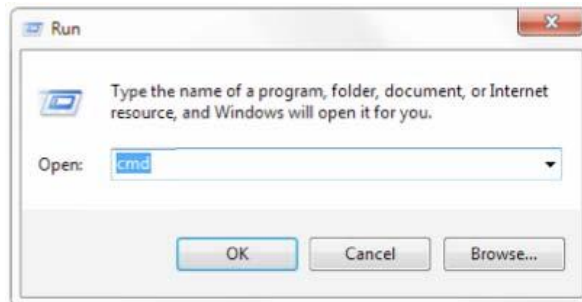 Run
Type the name of a program, folder, document, or Internet
resource, and Windows will open it for you.
Open: cmd
OK Cancel Browse...